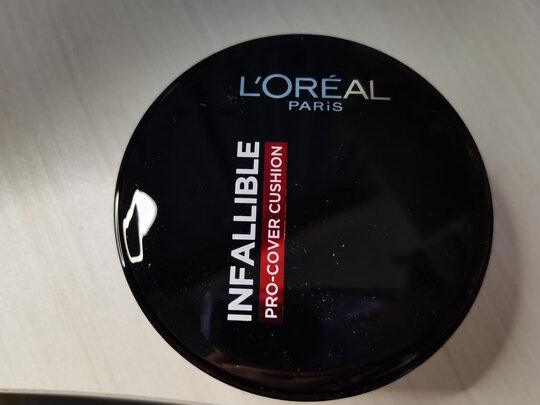 L'ORÉAL
PARiS
INFALLIBLE
PRO-COVER CUSHION